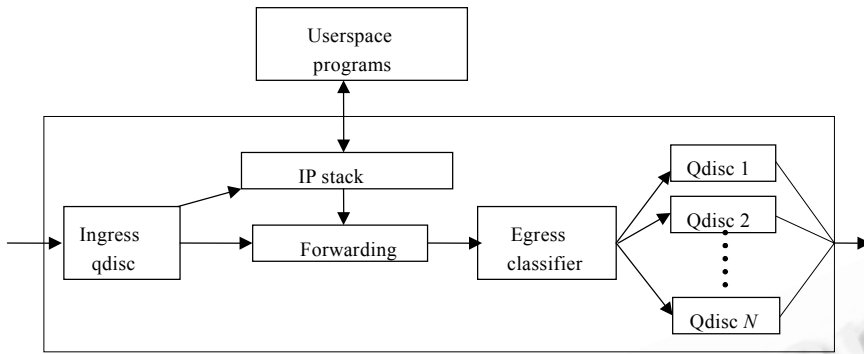 Userspace
programs
IP stack
Ingress
qdisc
Forwarding
Egress
classifier
Qdisc 1
Qdisc 2
Qdisc N